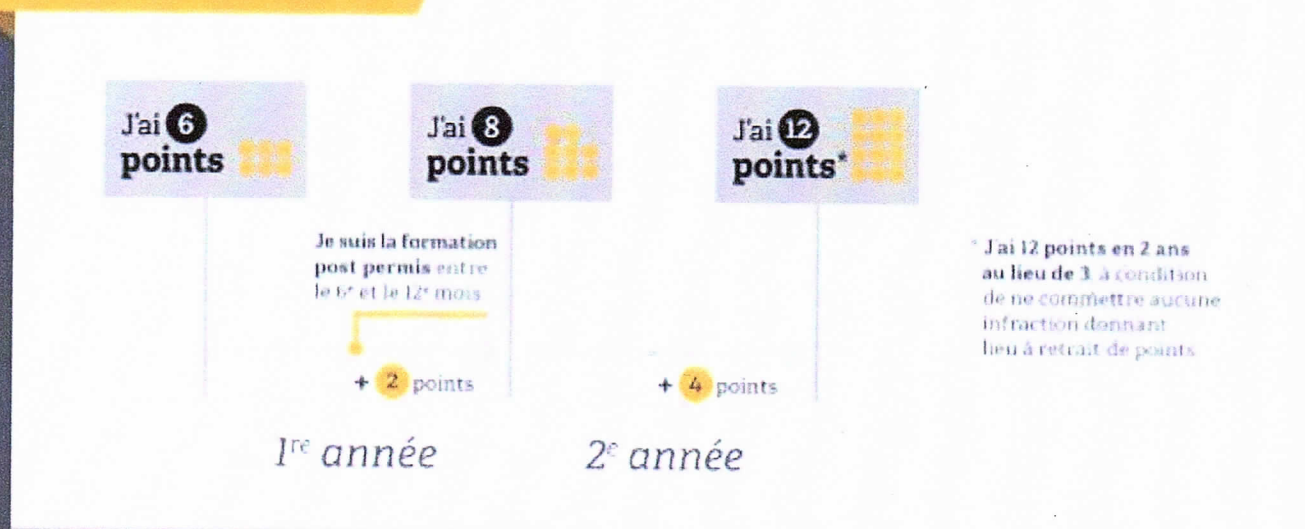 J'ai 6
points
J'ai 8
points
J'ai 12
points*
Je suis la formation
post permis entre
le 6e et le 12e mois
* J'ai 12 points en 2 ans
au lieu de 3 à condition
de ne commettre aucune
infraction donnant
lieu à retrait de points
+ 2 points
+ 4 points
1re année
2e année